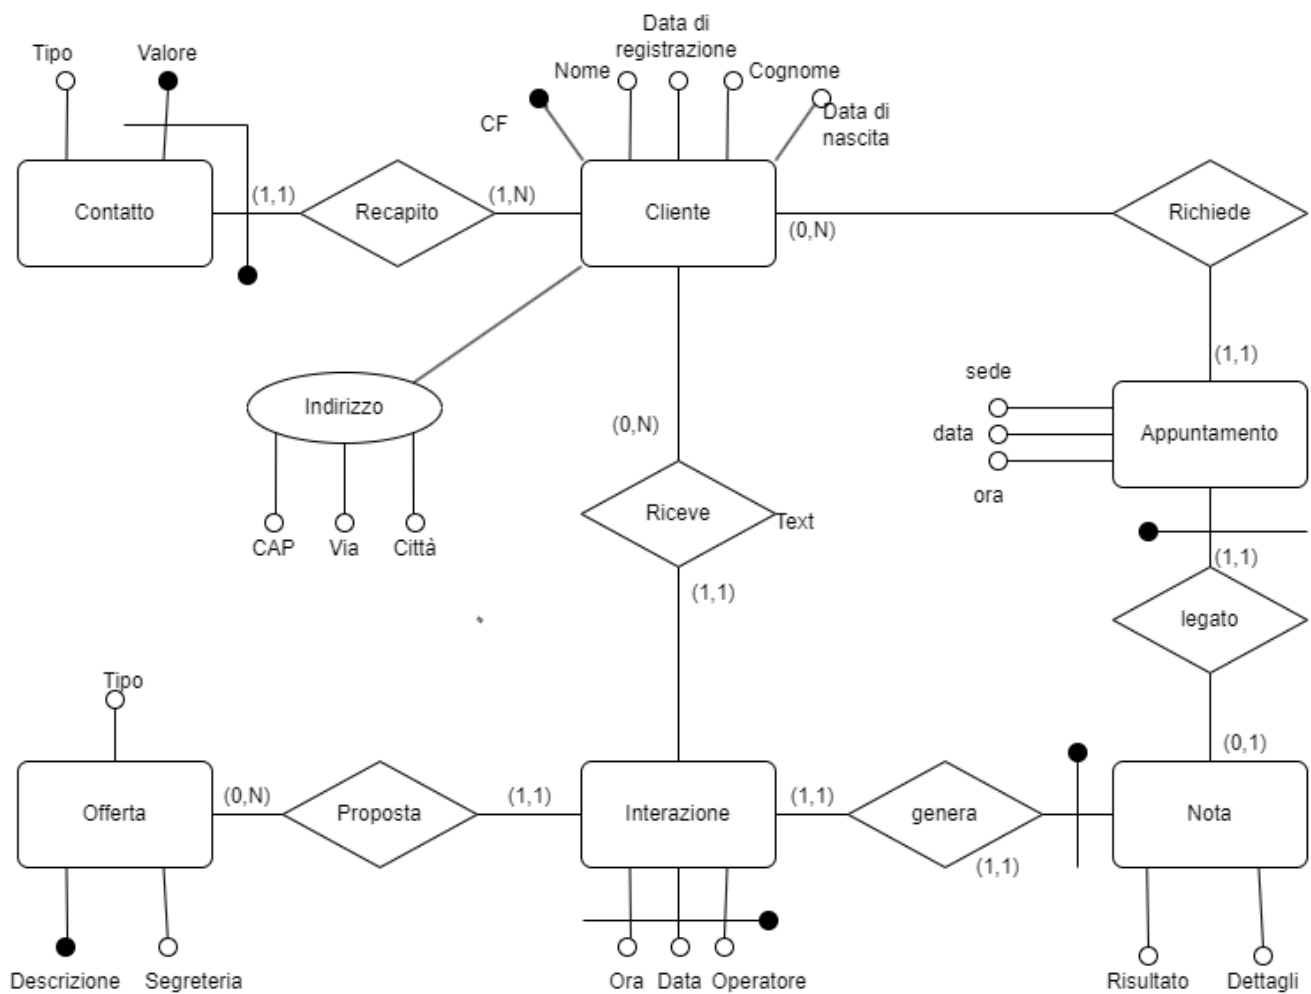 Data di
registrazione
Tipo
Valore
Nome
Cognome
CF
Data di
nascita
(1,1)
(1,N)
Contatto
Recapito
Cliente
Richiede
(0,N)
(1,1)
sede
Indirizzo
(0,N)
data
Appuntamento
ora
Riceve
Text
CAP
Via
Città
(1,1)
(1,1)
legato
Tipo
(0,1)
(0,N)
(1,1)
(1,1)
Offerta
Proposta
Interazione
genera
Nota
(1,1)
Descrizione
Segreteria
Ora
Data
Operatore
Risultato
Dettagli